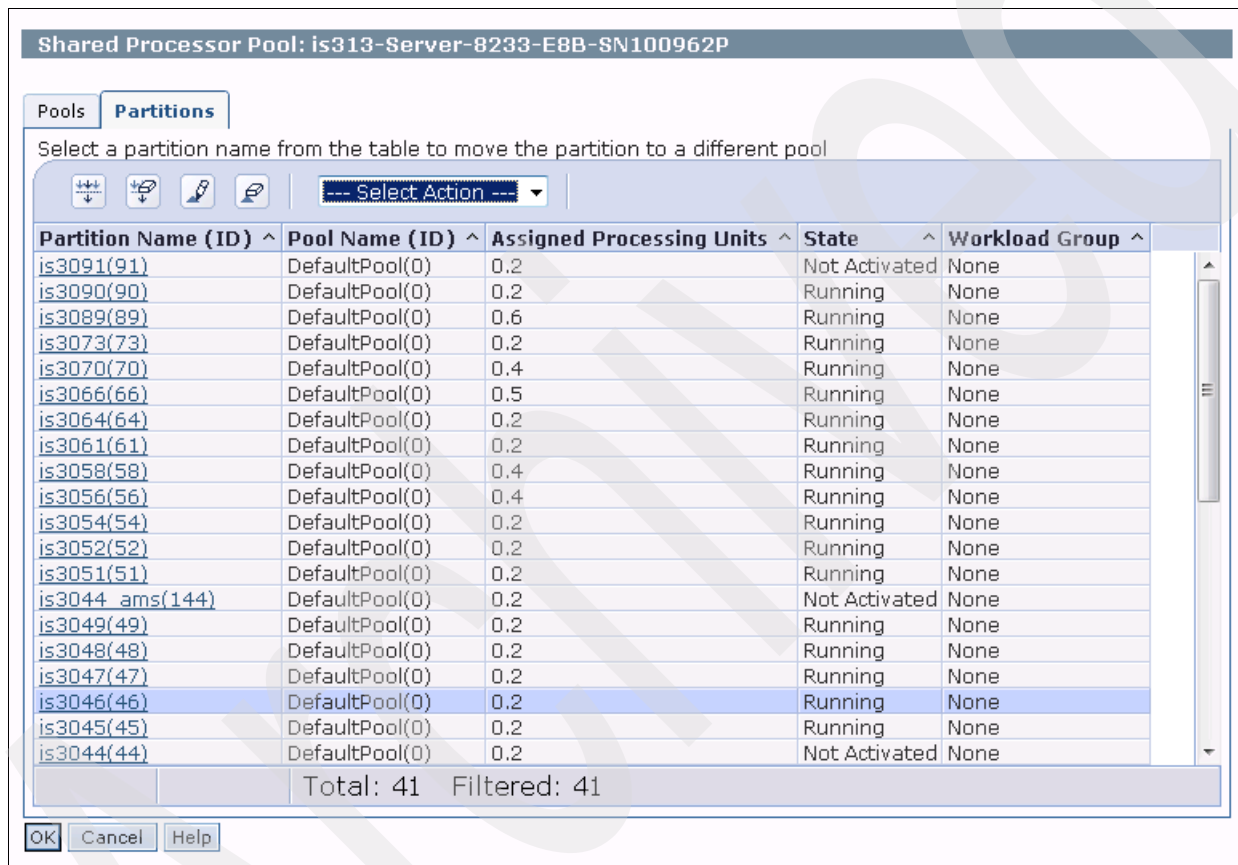 Shared Processor Pool: is313-Server-8233-E8B-SN100962P
Pools Partitions
Select a partition name from the table to move the partition to a different pool
--- Select Action ---
Partition Name (ID) ^ Pool Name (ID) ^ Assigned Processing Units ^ State ^ Workload Group ^
is3091(91) DefaultPool(0) 0.2 Not Activated None
is3090(90) DefaultPool(0) 0.2 Running None
is3089(89) DefaultPool(0) 0.6 Running None
is3073(73) DefaultPool(0) 0.2 Running None
is3070(70) DefaultPool(0) 0.4 Running None
is3066(66) DefaultPool(0) 0.5 Running None
is3064(64) DefaultPool(0) 0.2 Running None
is3061(61) DefaultPool(0) 0.2 Running None
is3058(58) DefaultPool(0) 0.4 Running None
is3056(56) DefaultPool(0) 0.4 Running None
is3054(54) DefaultPool(0) 0.2 Running None
is3052(52) DefaultPool(0) 0.2 Running None
is3051(51) DefaultPool(0) 0.2 Running None
is3044_ams(144) DefaultPool(0) 0.2 Not Activated None
is3049(49) DefaultPool(0) 0.2 Running None
is3048(48) DefaultPool(0) 0.2 Running None
is3047(47) DefaultPool(0) 0.2 Running None
is3046(46) DefaultPool(0) 0.2 Running None
is3045(45) DefaultPool(0) 0.2 Running None
is3044(44) DefaultPool(0) 0.2 Not Activated None
Total: 41 Filtered: 41
OK Cancel Help